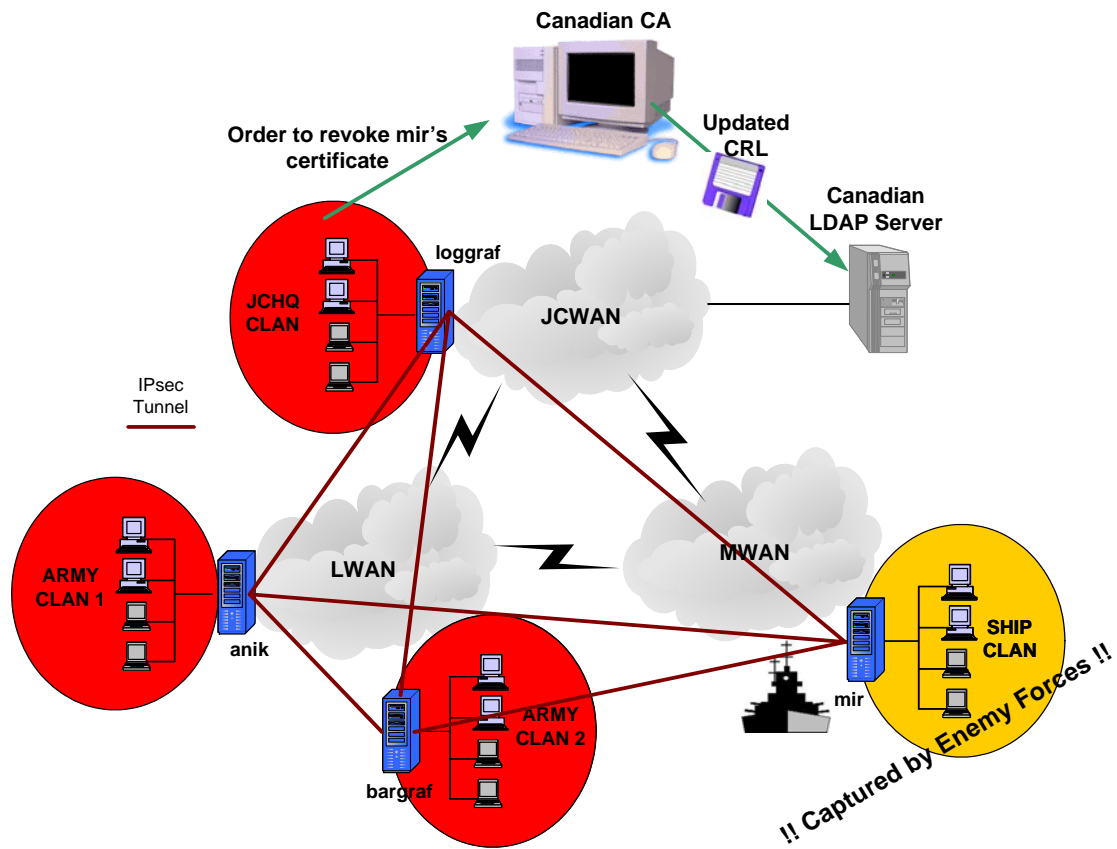 Canadian CA
Order to revoke mir's
certificate
Updated
CRL
Canadian
LDAP Server
loggraf
JCHQ
CLAN
JCWAN
IPsec
Tunnel
ARMY
CLAN 1
LWAN
MWAN
anik
SHIP
CLAN
mir
ARMY
CLAN 2
bargraf
!! Captured by Enemy Forces !!